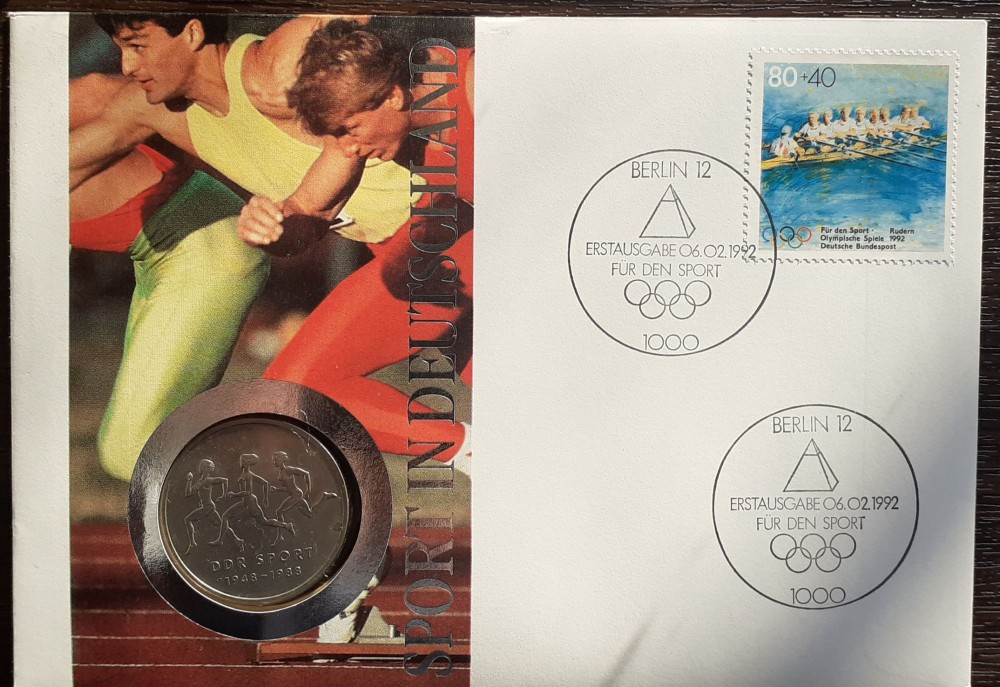 SPORT IN DEUTSCHLAND
DDR SPORT
1948-1988
80+40
Für den Sport · Rudern
Olympische Spiele 1992
Deutsche Bundespost
BERLIN 12
ERSTAUSGABE 06.02.1992
FÜR DEN SPORT
1000
BERLIN 12
ERSTAUSGABE 06.02.1992
FÜR DEN SPORT
1000